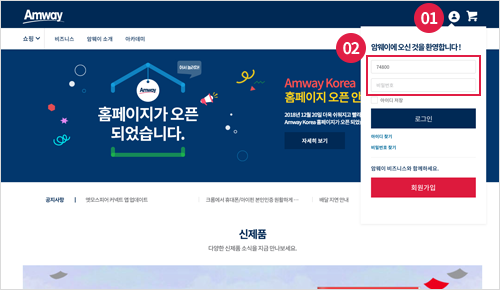 Amway
01
쇼핑
비즈니스
암웨이 소개
아카데미
02
암웨이에 오신 것을 환영합니다!
74800
비밀번호
아이디 저장
로그인
아이디 찾기
비밀번호 찾기
암웨이 비즈니스와 함께하세요.
회원가입
Amway
홈페이지가 오픈
되었습니다.
Amway Korea
홈페이지 오픈 안
2018년 12월 20일 더욱 쉬워지고 빨라
Amway Korea 홈페이지가 오픈 되었
자세히 보기
공지사항
앳모스피어 커넥트 앱 업데이트
크롬에서 휴대폰/아이핀 본인인증 원활하게 …
배달 지연 안내
신제품
다양한 신제품 소식을 지금 만나보세요.